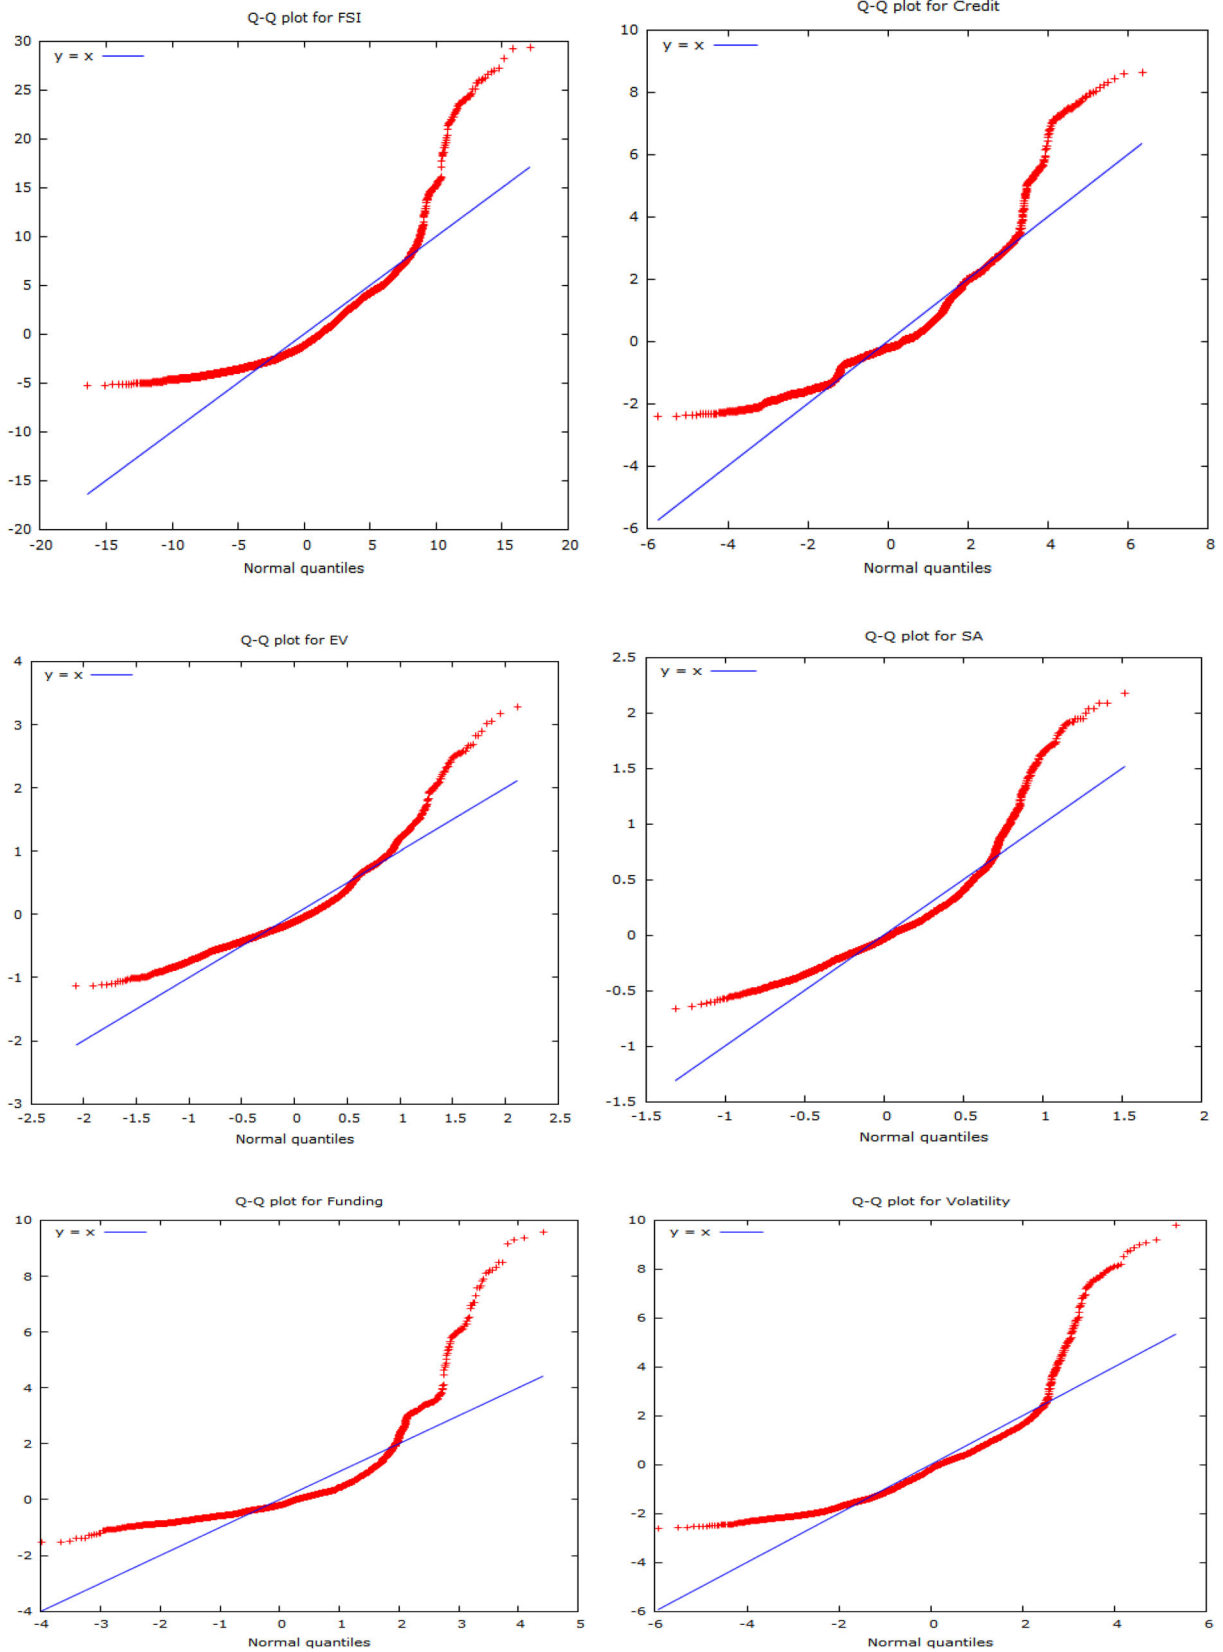 Q-Q plot for FSI
y = x
30
25
20
15
10
5
0
-5
-10
-15
-20
-20 -15 -10 -5 0 5 10 15 20
Normal quantiles
Q-Q plot for Credit
y = x
10
8
6
4
2
0
-2
-4
-6
-6 -4 -2 0 2 4 6 8
Normal quantiles
Q-Q plot for EV
y = x
4
3
2
1
0
-1
-2
-3
-2.5 -2 -1.5 -1 -0.5 0 0.5 1 1.5 2 2.5
Normal quantiles
Q-Q plot for SA
y = x
2.5
2
1.5
1
0.5
0
-0.5
-1
-1.5
-1.5 -1 -0.5 0 0.5 1 1.5 2
Normal quantiles
Q-Q plot for Funding
y = x
10
8
6
4
2
0
-2
-4
-4 -3 -2 -1 0 1 2 3 4 5
Normal quantiles
Q-Q plot for Volatility
y = x
10
8
6
4
2
0
-2
-4
-6
-6 -4 -2 0 2 4 6
Normal quantiles